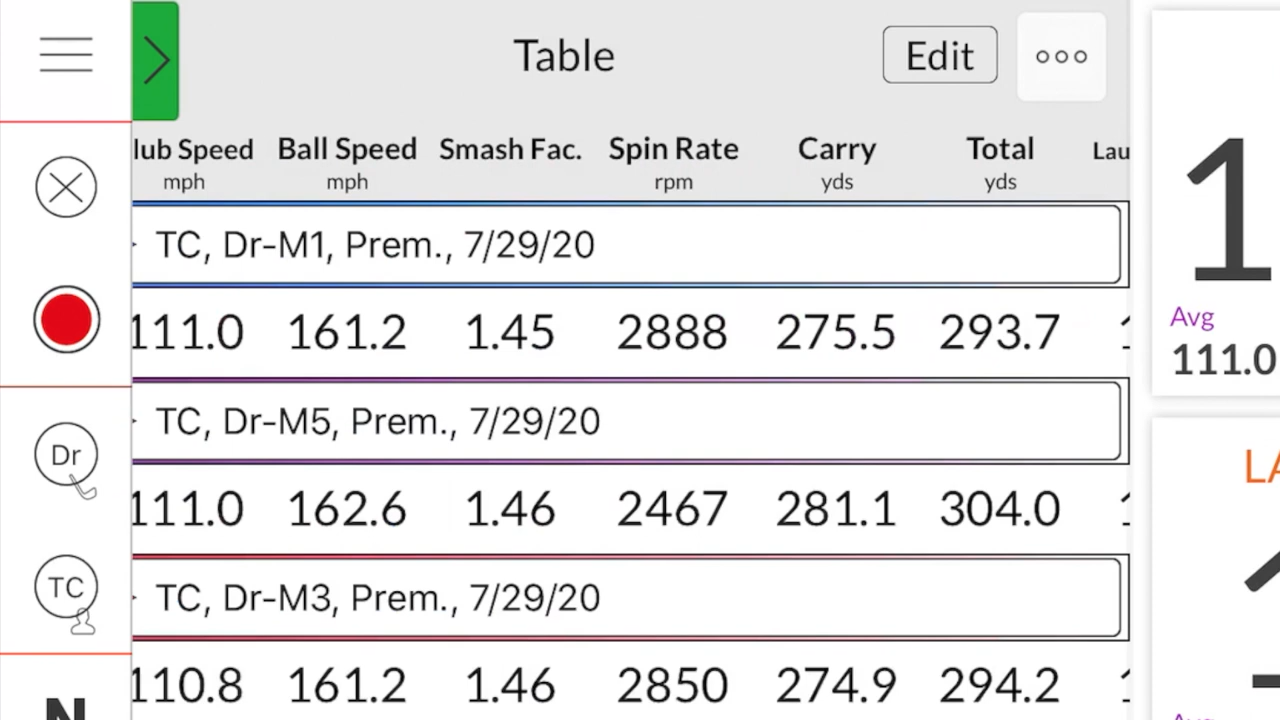 Table
Edit
lub Speed Ball Speed Smash Fac. Spin Rate Carry Total Lau
mph mph rpm yds yds
TC, Dr-M1, Prem., 7/29/20
111.0 161.2 1.45 2888 275.5 293.7
TC, Dr-M5, Prem., 7/29/20
111.0 162.6 1.46 2467 281.1 304.0
TC, Dr-M3, Prem., 7/29/20
110.8 161.2 1.46 2850 274.9 294.2
Dr
TC
N
1
Avg
111.0
LA